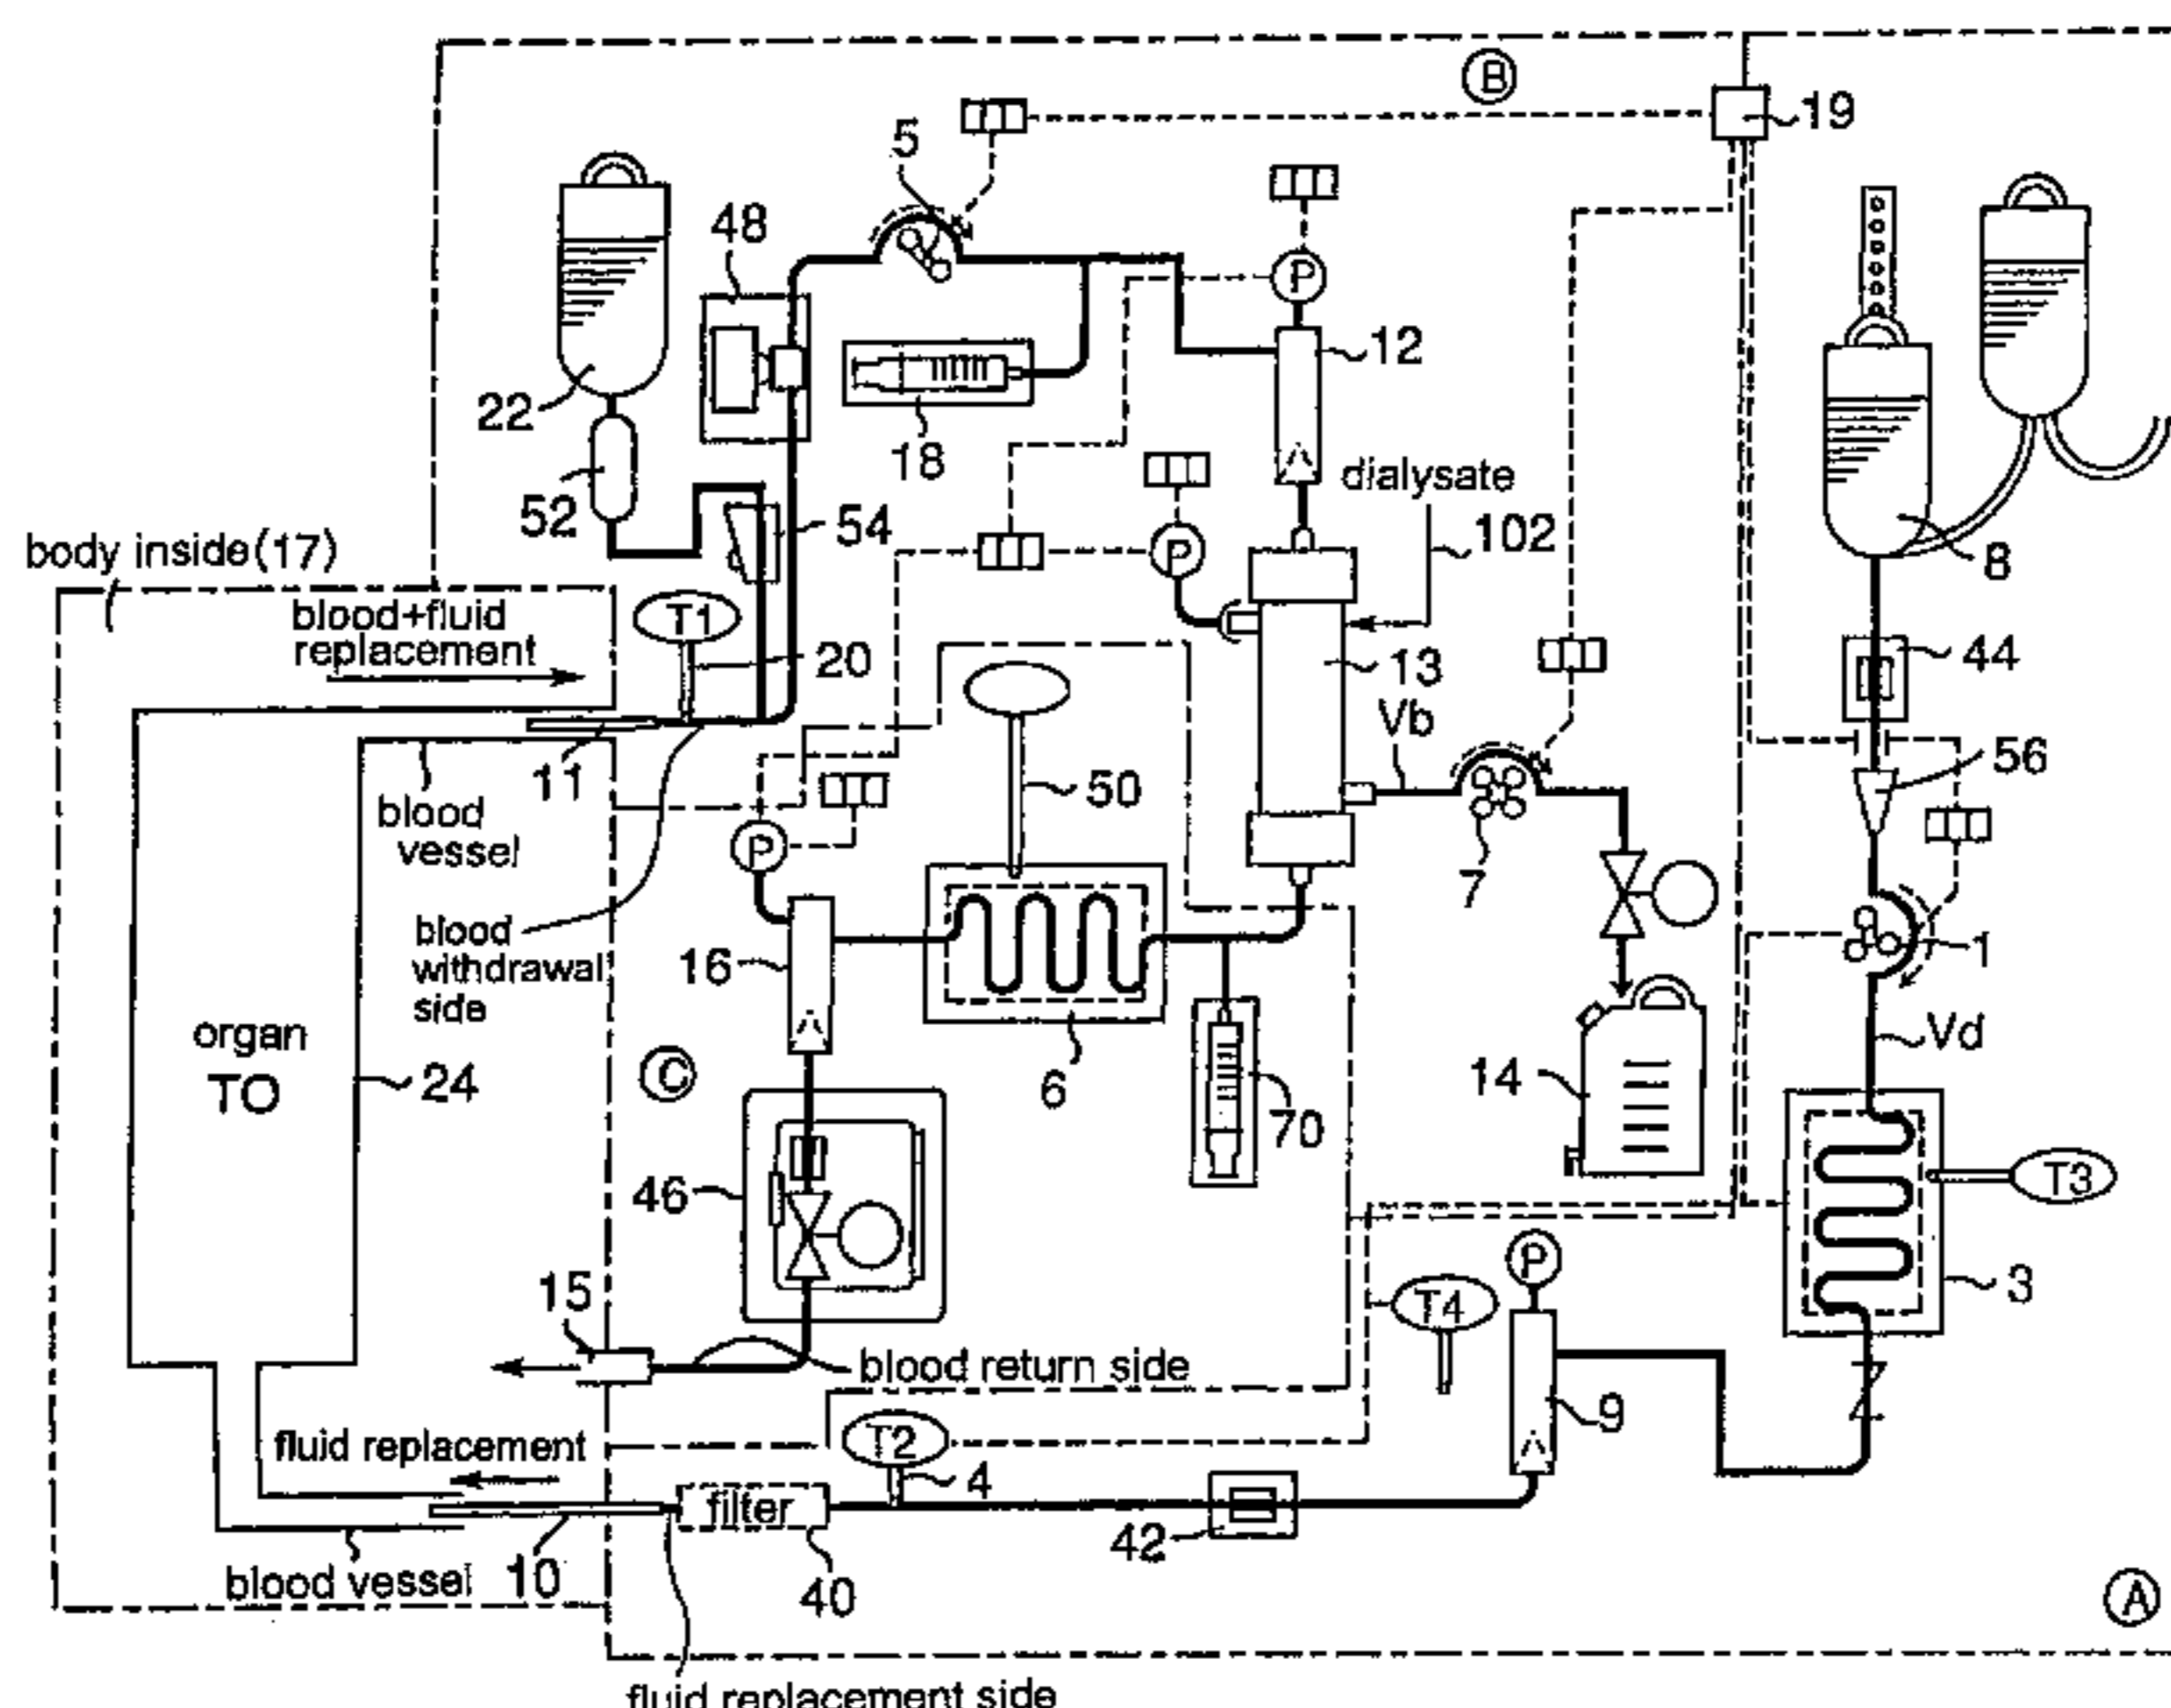 B
19
5
48
P
12
22
18
dialysate
52
54
102
P
8
body inside(17)
blood+fluid
replacement
T1
20
13
44
Vb
11
56
50
blood
vessel
P
7
1
blood
withdrawal
side
16
organ
TO
24
C
6
Vd
14
70
46
T3
P
3
15
T4
blood return side
9
fluid replacement
T2
4
filter
42
blood vessel
10
40
A
fluid replacement side